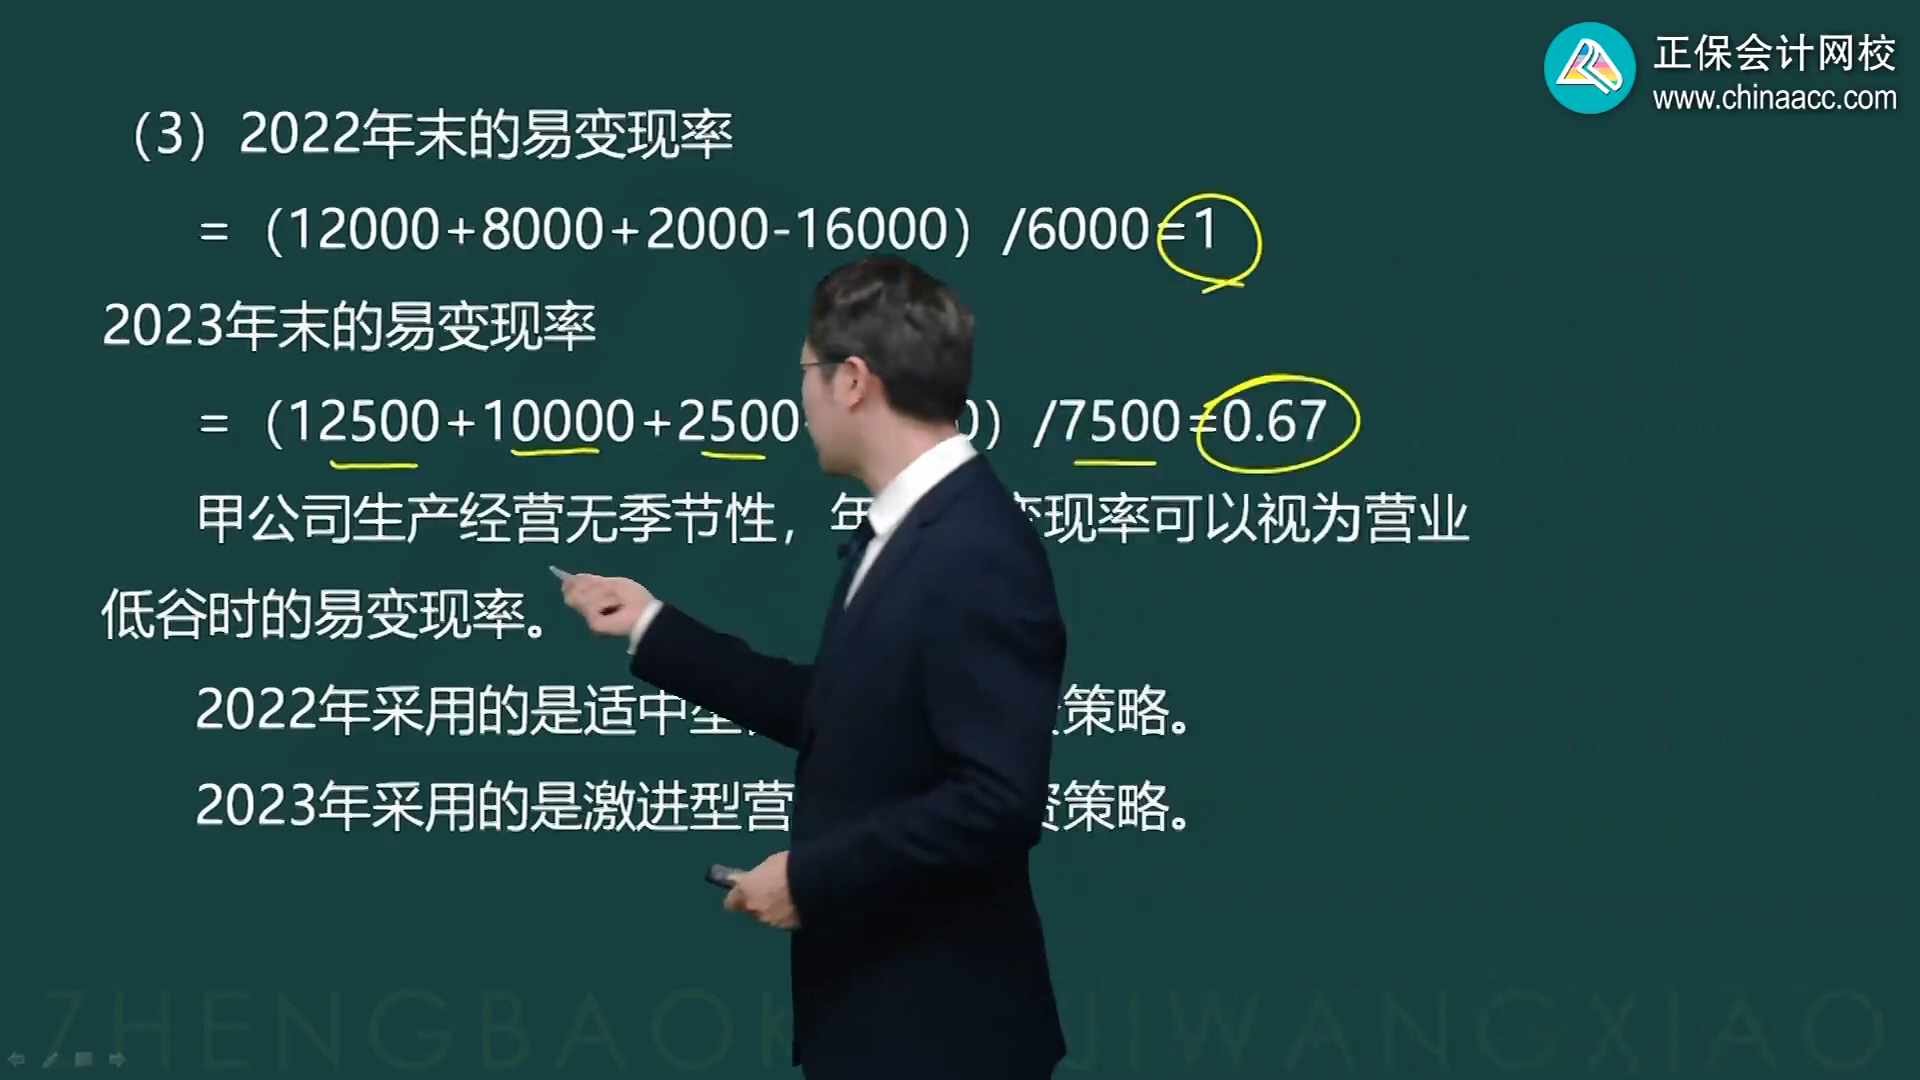 正保会计网校
www.chinaacc.com
（3）2022年末的易变现率
=（12000+8000+2000-16000）/6000=1
2023年末的易变现率
=（12500+10000+2500 0）/7500=0.67
甲公司生产经营无季节性，年 变现率可以视为营业
低谷时的易变现率。
2022年采用的是适中型 策略。
2023年采用的是激进型营 资策略。
ZHENGBAOK JIWANGXIAO